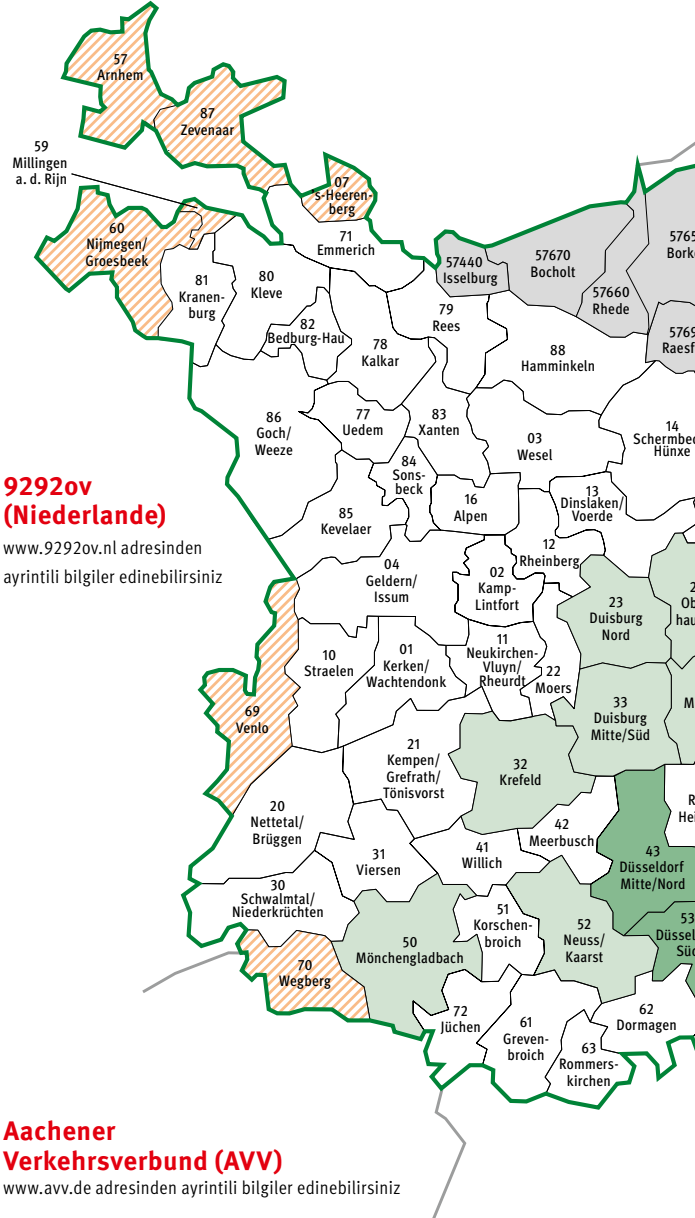 57
Arnhem
87
Zevenaar
59
Millingen
a. d. Rijn
07
's-Heeren-
berg
60
Nijmegen/
Groesbeek
71
Emmerich
81
Kranen-
burg
80
Kleve
82
Bedburg-Hau
57440
Isselburg
57670
Bocholt
57660
Rhede
79
Rees
78
Kalkar
88
Hamminkeln
86
Goch/
Weeze
77
Uedem
83
Xanten
03
Wesel
14
Hünxe
84
Sons-
beck
16
Alpen
13
Dinslaken/
Voerde
85
Kevelaer
12
Rheinberg
9292ov
(Niederlande)
www.9292ov.nl adresinden
ayrintili bilgiler edinebilirsiniz
04
Geldern/
Issum
02
Kamp-
Lintfort
23
Duisburg
Nord
10
Straelen
01
Kerken/
Wachtendonk
11
Neukirchen-
Vluyn/
Rheurdt
22
Moers
69
Venlo
33
Duisburg
Mitte/Süd
21
Kempen/
Grefrath/
Tönisvorst
32
Krefeld
20
Nettetal/
Brüggen
42
Meerbusch
31
Viersen
41
Willich
43
Düsseldorf
Mitte/Nord
30
Schwalmtal/
Niederkrüchten
51
Korschen-
broich
52
Neuss/
Kaarst
53
50
Mönchengladbach
70
Wegberg
72
Jüchen
61
Greven-
broich
62
Dormagen
63
Rommers-
kirchen
Aachener
Verkehrsverbund (AVV)
www.avv.de adresinden ayrintili bilgiler edinebilirsiniz